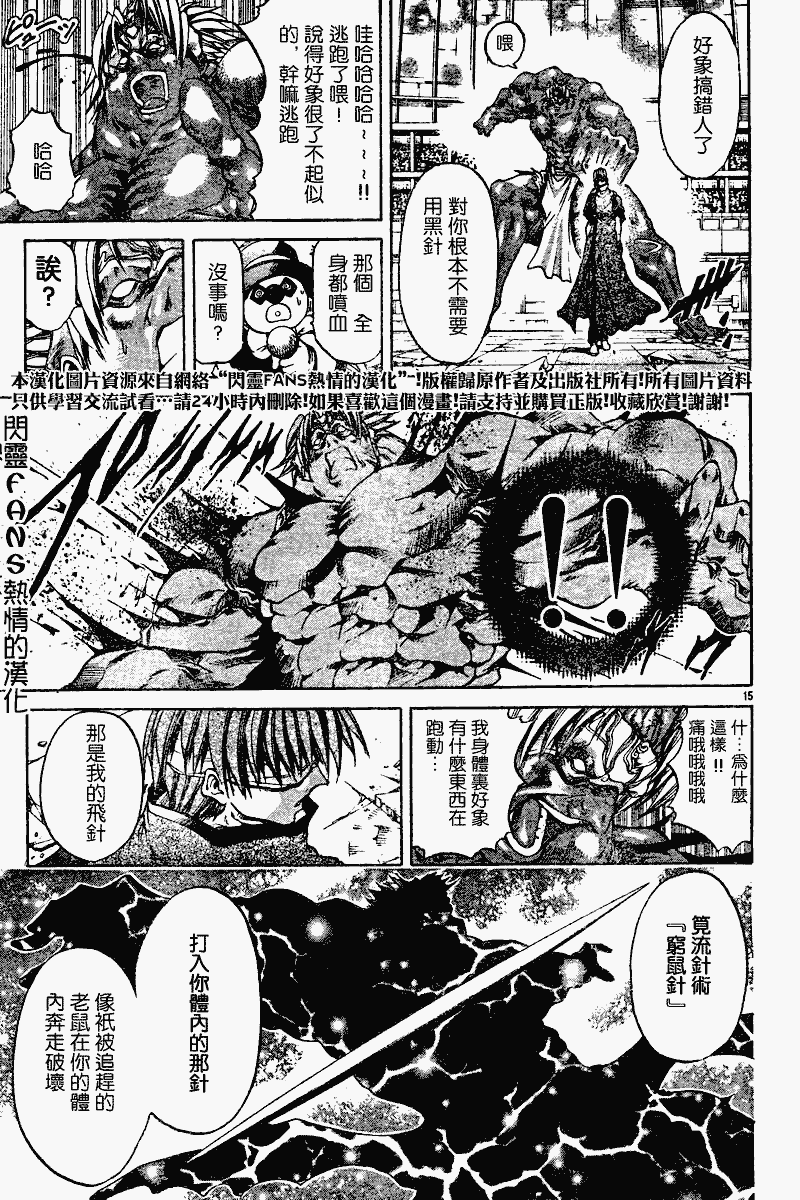 好象搞錯人了
喂
對你根本不需要
用黑針
哇哈哈哈哈~~~!!
逃跑了喂!
說得好象很了不起似
的,幹嘛逃跑
哈哈
ピューッ
那個 全
身都噴血
沒事嗎?
誒?
本漢化圖片資源來自網絡-“閃靈FANS熱情的漢化”!版權歸原作者及出版社所有!所有圖片資料
只供學習交流試看…請24小時內刪除!如果喜歡這個漫畫!請支持並購買正版!收藏欣賞!謝謝!
閃靈FANS熱情的漢化
!!
15
什…為什麼
這樣!!
痛哦哦哦哦
我身體裏好象
有什麼東西在
跑動…
那是我的飛針
筧流針術
『窮鼠針』
打入你體內的那針
像衹被追趕的
老鼠在你的體
內奔走破壞